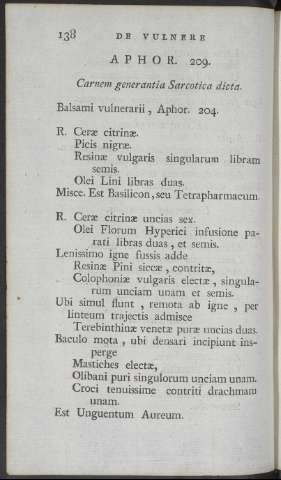 138 DE VULNERE
APHOR. 209.
Carnem generantia Sarcotica dicta.
Balsami vulnerarii, Aphor. 204.
R. Ceræ citrinæ.
Picis nigræ.
Resinæ vulgaris singularum libram
semis.
Olei Lini libras duas.
Misce. Est Basilicon, seu Tetrapharmacum.
R. Ceræ citrinæ uncias sex.
Olei Florum Hyperici infusione pa-
rati libras duas, et semis.
Lenissimo igne fussis adde
Resinæ Pini siccæ, contritæ,
Colophoniæ vulgaris electæ, singula-
rum unciam unam et semis.
Ubi simul flunt, remota ab igne, per
linteum trajectis admisce
Terebinthinæ venetæ puræ uncias duas.
Baculo mota, ubi densari incipiunt ins-
perge
Mastiches electæ,
Olibani puri singulorum unciam unam.
Croci tenuissime contriti drachmam
unam.
Est Unguentum Aureum.